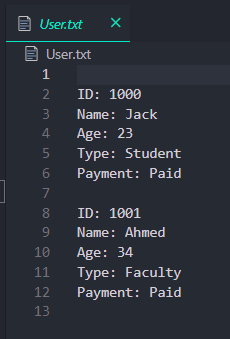 User.txt
User.txt
1
2 ID: 1000
3 Name: Jack
4 Age: 23
5 Type: Student
6 Payment: Paid
7
8 ID: 1001
9 Name: Ahmed
10 Age: 34
11 Type: Faculty
12 Payment: Paid
13